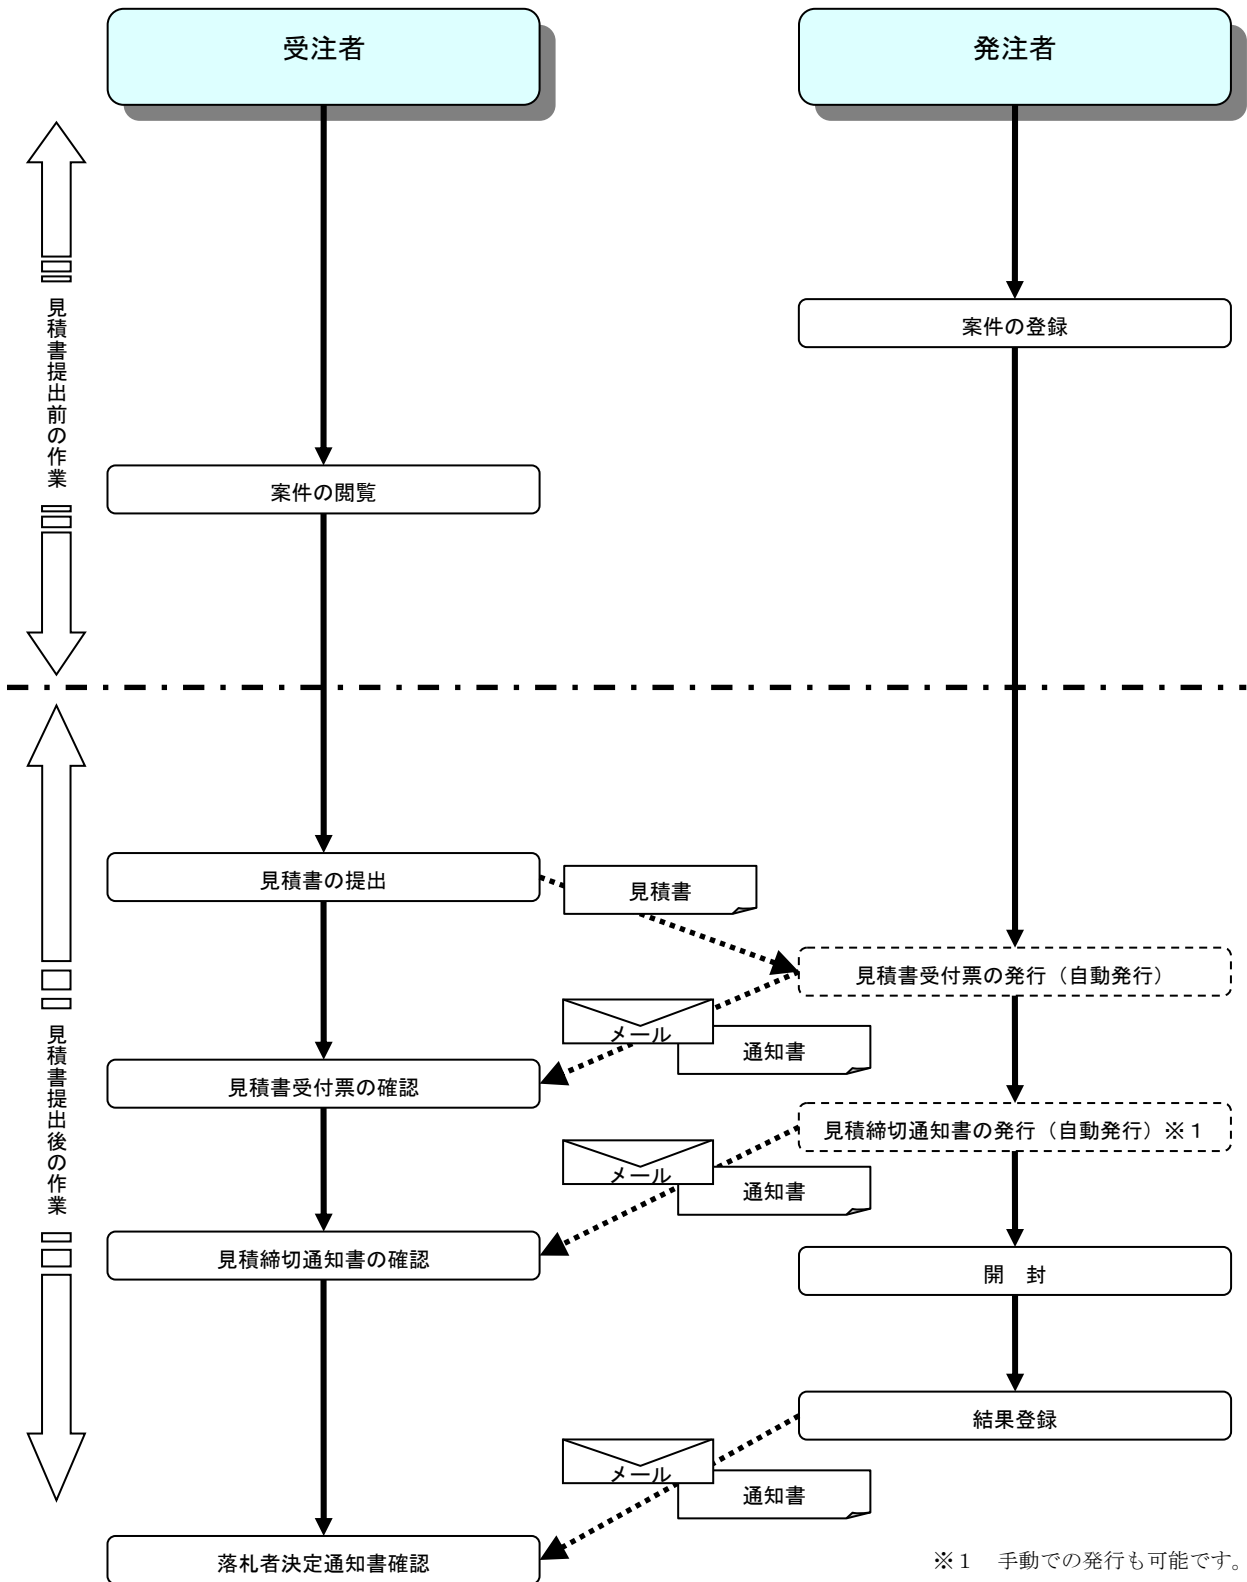 受注者
発注者
案件の登録
見積書提出前の作業
案件の閲覧
見積書の提出
見積書
見積書受付票の発行（自動発行）
メール
通知書
見積書受付票の確認
見積書提出後の作業
見積締切通知書の発行（自動発行）※１
メール
通知書
見積締切通知書の確認
開　封
結果登録
メール
通知書
落札者決定通知書確認
※１　手動での発行も可能です。